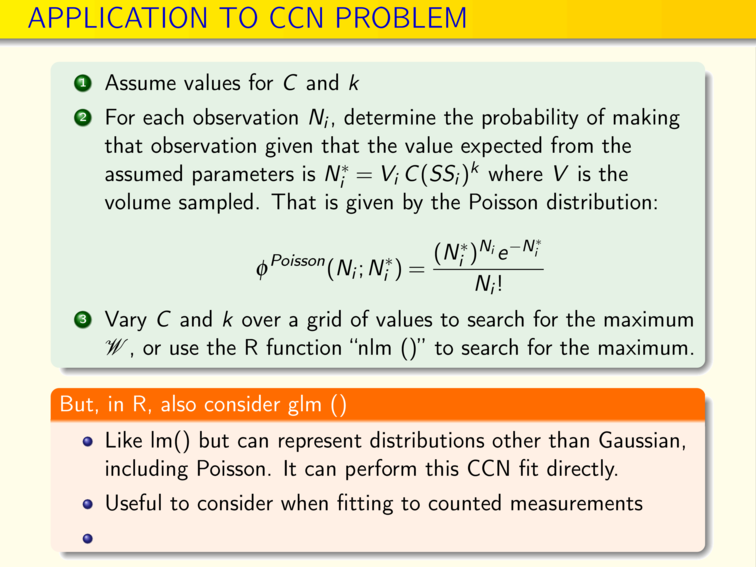 APPLICATION TO CCN PROBLEM
1 Assume values for C and k
2 For each observation N_i, determine the probability of making
that observation given that the value expected from the
assumed parameters is N_i^* = V_i C(SS_i)^k where V is the
volume sampled. That is given by the Poisson distribution:
ϕ^{Poisson}(N_i; N_i^*) = \frac{(N_i^*)^{N_i} e^{-N_i^*}}{N_i!}
3 Vary C and k over a grid of values to search for the maximum
𝒲, or use the R function “nlm ()” to search for the maximum.
But, in R, also consider glm ()
• Like lm() but can represent distributions other than Gaussian,
including Poisson. It can perform this CCN fit directly.
• Useful to consider when fitting to counted measurements
•